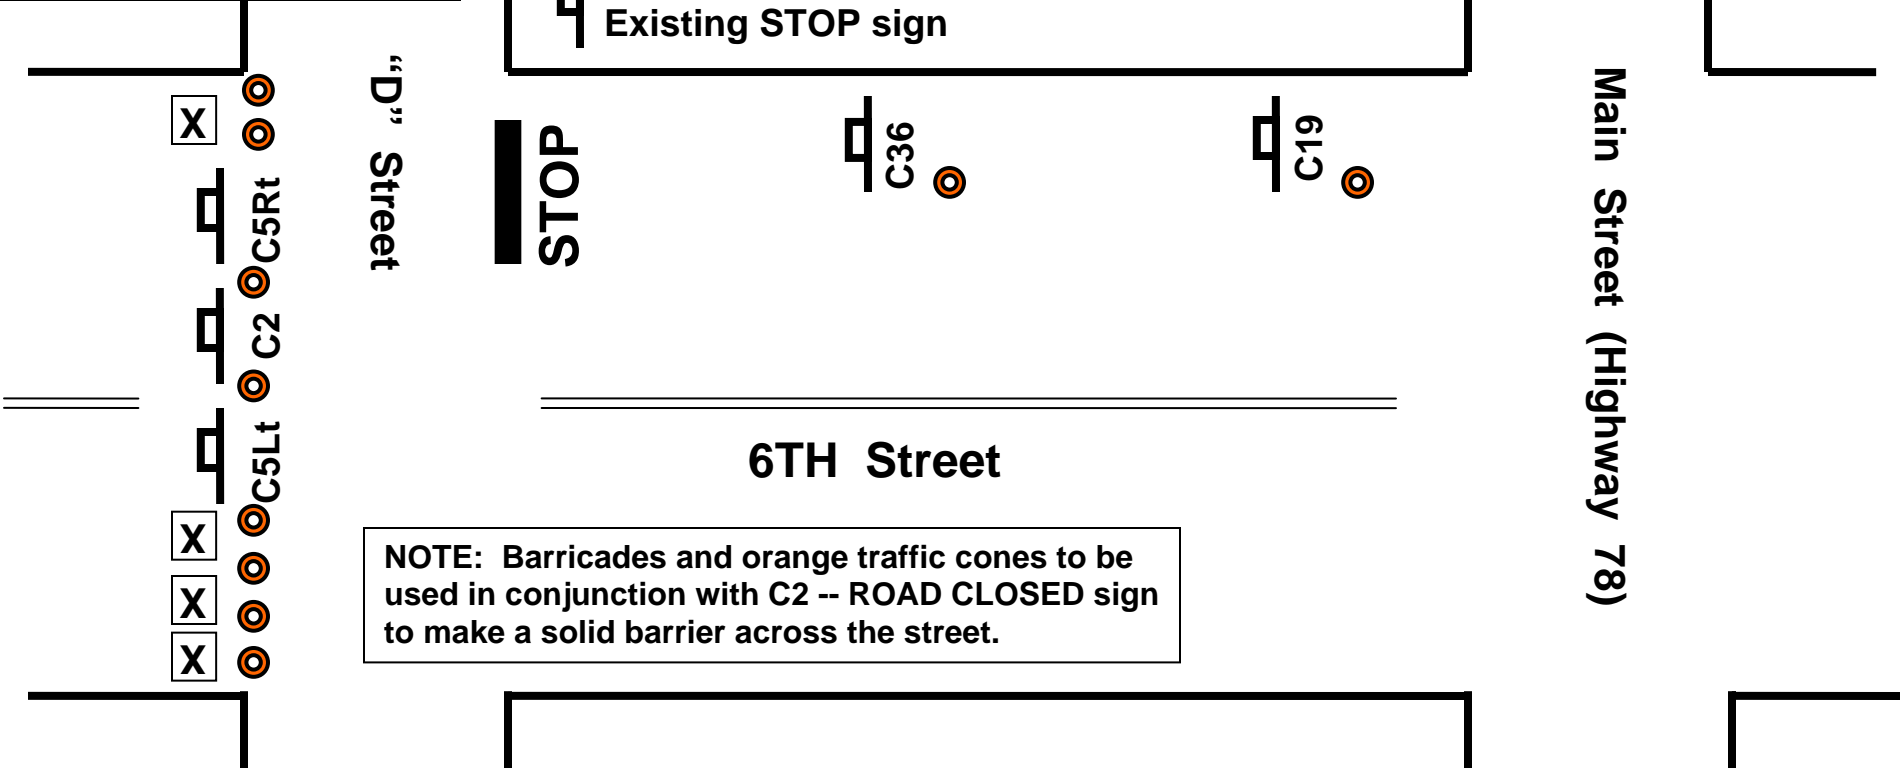 Existing STOP sign
X
"D" Street
STOP
C36
C19
Main Street (Highway 78)
C5Rt
C2
C5Lt
6TH Street
X
X
X
NOTE: Barricades and orange traffic cones to be
used in conjunction with C2 -- ROAD CLOSED sign
to make a solid barrier across the street.